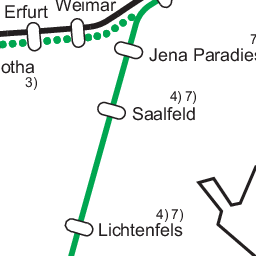 Weimar
Erfurt
7
Jena Paradies
otha
3)
4) 7)
Saalfeld
4) 7)
Lichtenfels